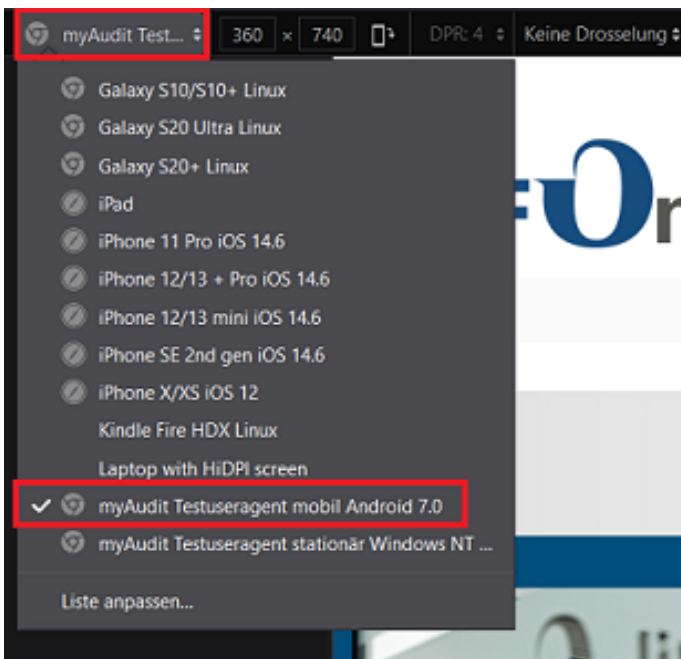 myAudit Test... 360 × 740 DPR: 4 Keine Drosselung
Galaxy S10/S10+ Linux
Galaxy S20 Ultra Linux
Galaxy S20+ Linux
iPad
iPhone 11 Pro iOS 14.6
iPhone 12/13 + Pro iOS 14.6
iPhone 12/13 mini iOS 14.6
iPhone SE 2nd gen iOS 14.6
iPhone X/XS iOS 12
Kindle Fire HDX Linux
Laptop with HiDPI screen
myAudit Testuseragent mobil Android 7.0
myAudit Testuseragent stationär Windows NT ...
Liste anpassen...